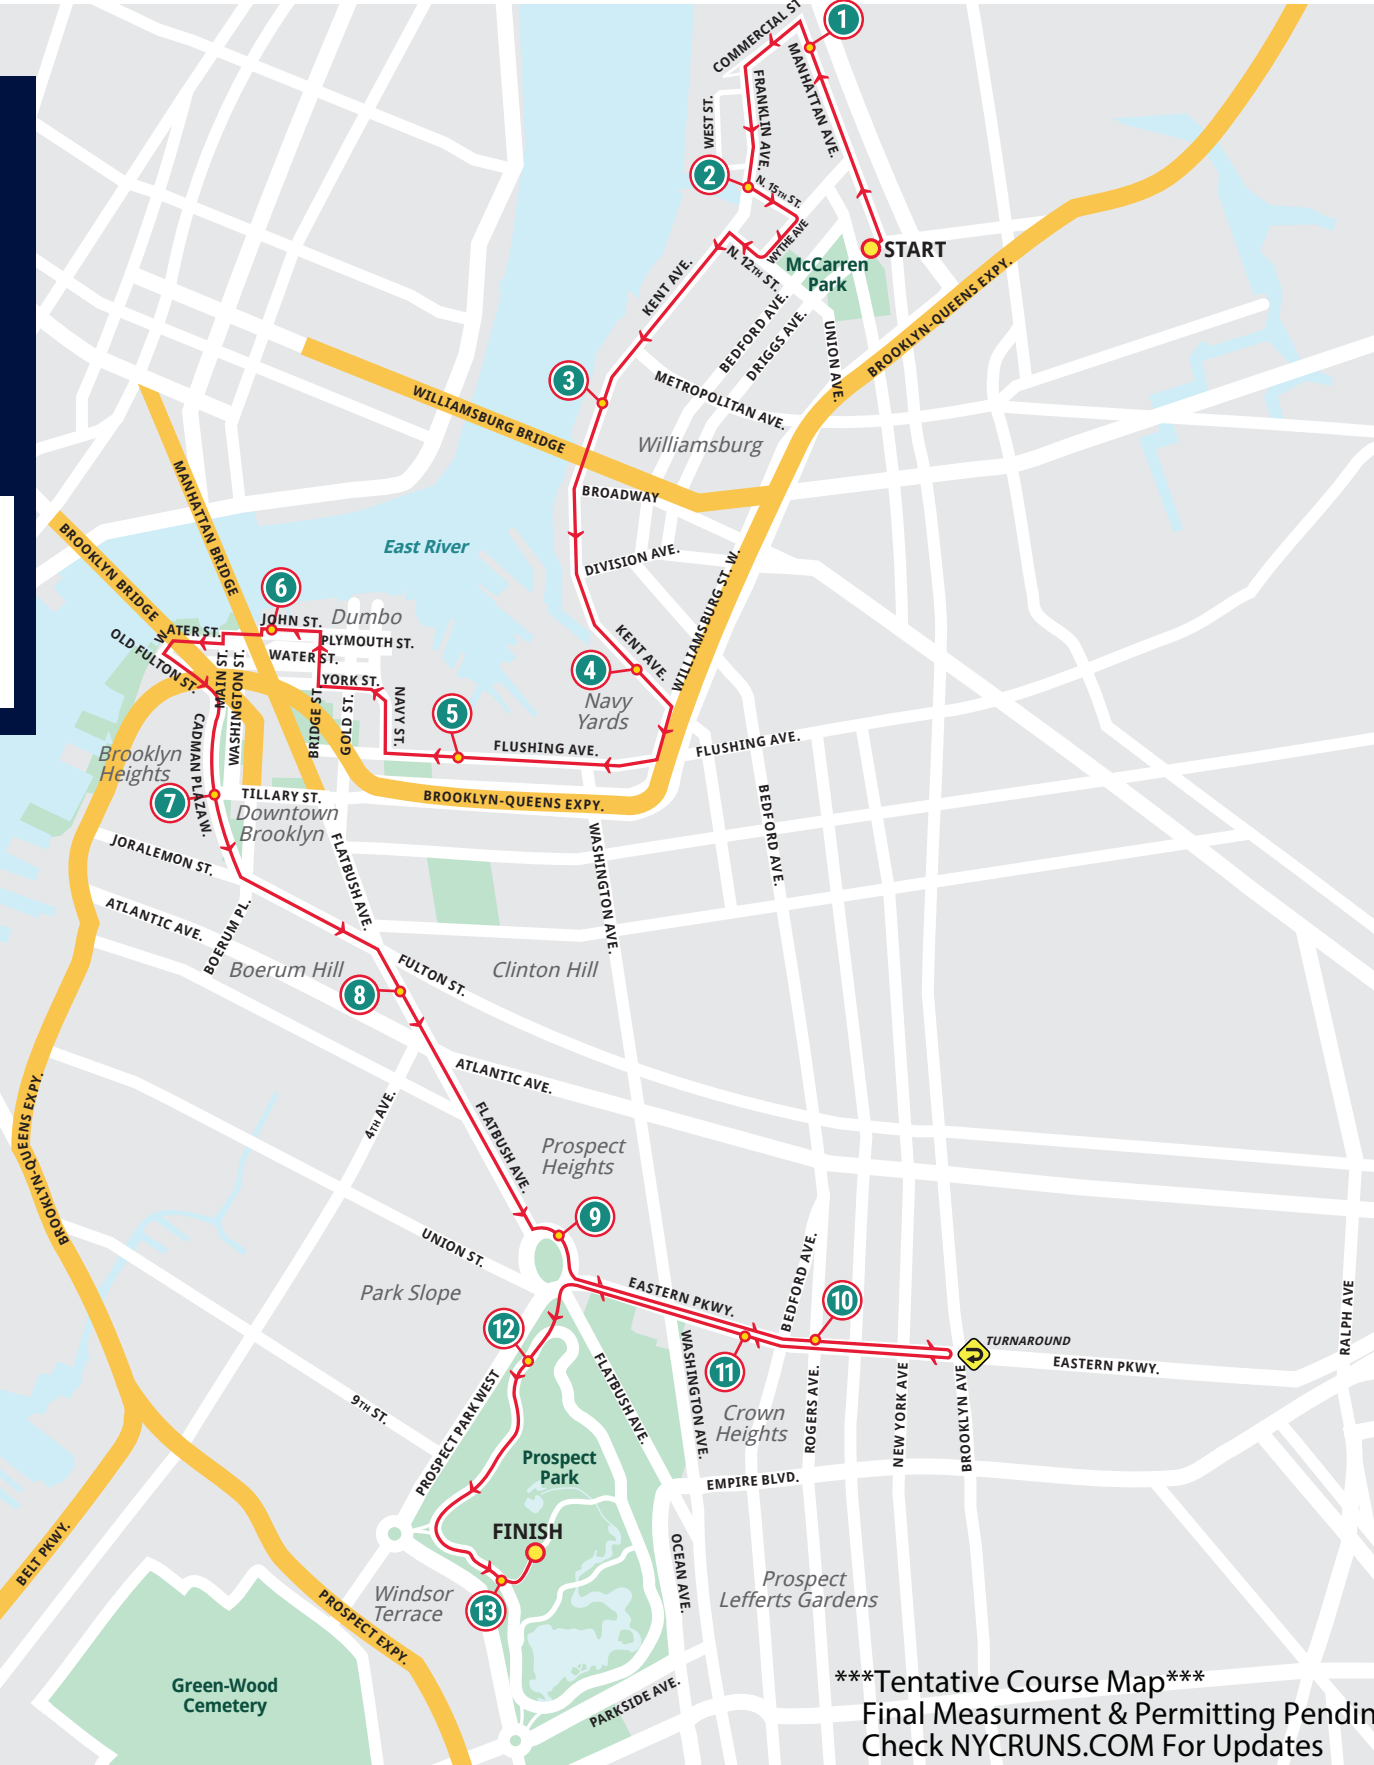 COMMERCIAL ST
1
MANHATTAN AVE.
FRANKLIN AVE.
WEST ST.
2
N. 15TH ST.
WYTHE AVE
N. 12TH ST.
START
McCarren
Park
KENT AVE.
BEDFORD AVE.
DRIGGS AVE.
UNION AVE.
BROOKLYN-QUEENS EXPY.
3
METROPOLITAN AVE.
WILLIAMSBURG BRIDGE
Williamsburg
BROADWAY
MANHATTAN BRIDGE
BROOKLYN BRIDGE
East River
DIVISION AVE.
WILLIAMSBURG ST. W.
6
JOHN ST.
Dumbo
WATER ST.
PLYMOUTH ST.
OLD FULTON ST.
WATER ST.
KENT AVE.
4
MAIN ST.
WASHINGTON ST.
YORK ST.
BRIDGE ST.
GOLD ST.
NAVY ST.
5
Navy
Yards
FLUSHING AVE.
FLUSHING AVE.
CADMAN PLAZA W.
Brooklyn
Heights
7
TILLARY ST.
BROOKLYN-QUEENS EXPY.
Downtown
Brooklyn
BEDFORD AVE.
JORALEMON ST.
FLATBUSH AVE.
WASHINGTON AVE.
ATLANTIC AVE.
BOERUM PL.
Boerum Hill
FULTON ST.
Clinton Hill
8
ATLANTIC AVE.
4TH AVE.
FLATBUSH AVE.
BROOKLYN-QUEENS EXPY.
BROOKLYN
Prospect
Heights
9
UNION ST.
Park Slope
EASTERN PKWY.
BEDFORD AVE.
10
12
11
TURNAROUND
EASTERN PKWY.
RALPH AVE
WASHINGTON AVE.
FLATBUSH AVE.
PROSPECT PARK WEST
9TH ST.
Crown
Heights
ROGERS AVE.
NEW YORK AVE
BROOKLYN AVE
Prospect
Park
EMPIRE BLVD.
FINISH
OCEAN AVE.
BELT PKWY.
PROSPECT EXPY.
Windsor
Terrace
13
Prospect
Lefferts Gardens
Green-Wood
Cemetery
PARKSIDE AVE.
***Tentative Course Map***
Final Measurment & Permitting Pendin
Check NYCRUNS.COM For Updates